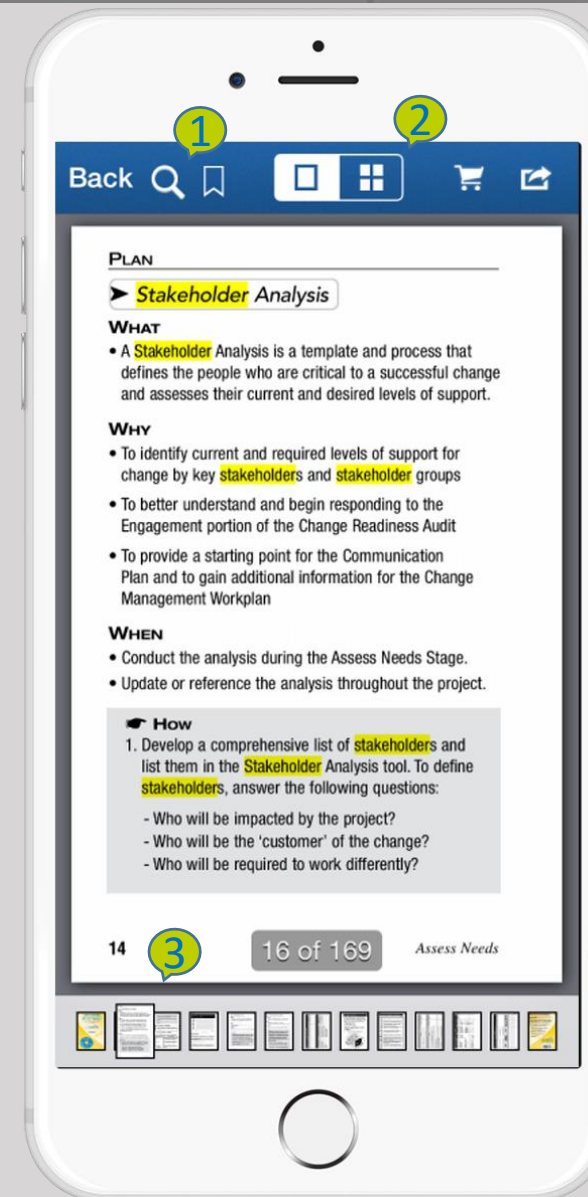 1
2
Back
PLAN
➤ Stakeholder Analysis
WHAT
• A Stakeholder Analysis is a template and process that
defines the people who are critical to a successful change
and assesses their current and desired levels of support.
WHY
• To identify current and required levels of support for
change by key stakeholders and stakeholder groups
• To better understand and begin responding to the
Engagement portion of the Change Readiness Audit
• To provide a starting point for the Communication
Plan and to gain additional information for the Change
Management Workplan
WHEN
• Conduct the analysis during the Assess Needs Stage.
• Update or reference the analysis throughout the project.
☛ How
1. Develop a comprehensive list of stakeholders and
list them in the Stakeholder Analysis tool. To define
stakeholders, answer the following questions:
- Who will be impacted by the project?
- Who will be the 'customer' of the change?
- Who will be required to work differently?
14
3
16 of 169
Assess Needs